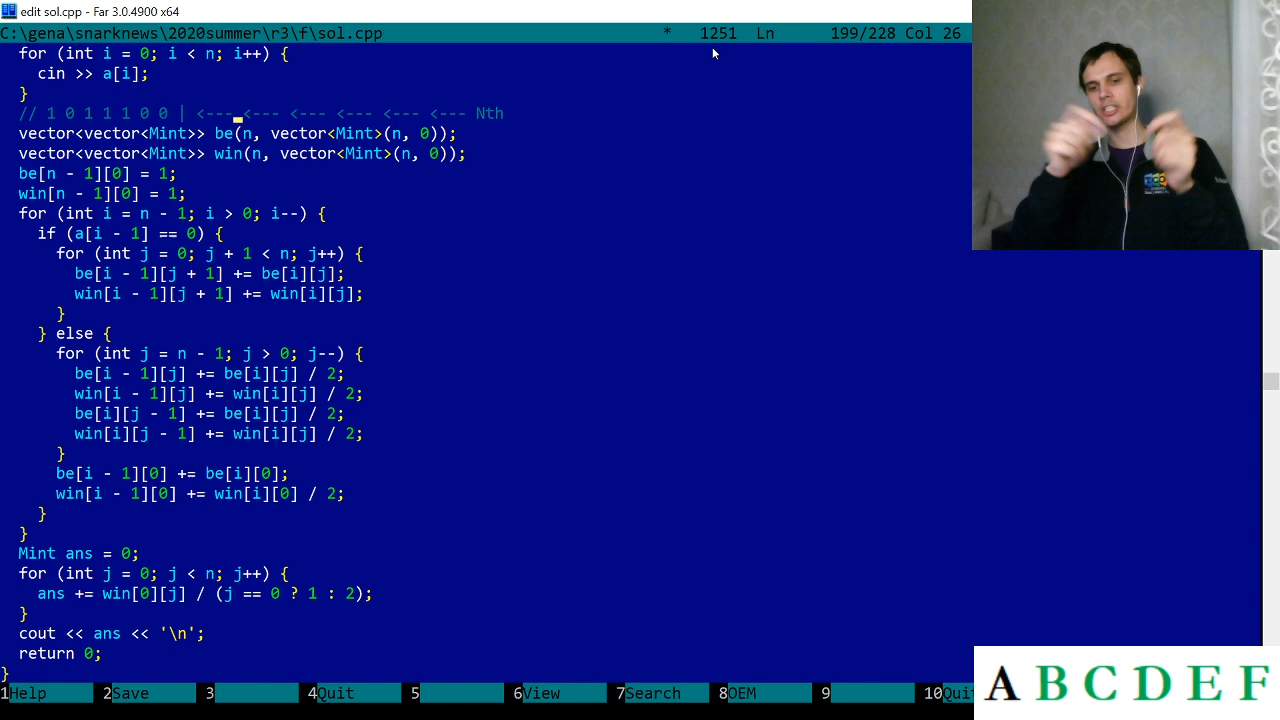 edit sol.cpp - Far 3.0.4900 x64
C:\gena\snarknews\2020summer\r3\f\sol.cpp * 1251 Ln 199/228 Col 26
for (int i = 0; i < n; i++) {
cin >> a[i];
}
// 1 0 1 1 1 0 0 | <---_<--- <--- <--- <--- <--- Nth
vector<vector<Mint>> be(n, vector<Mint>(n, 0));
vector<vector<Mint>> win(n, vector<Mint>(n, 0));
be[n - 1][0] = 1;
win[n - 1][0] = 1;
for (int i = n - 1; i > 0; i--) {
if (a[i - 1] == 0) {
for (int j = 0; j + 1 < n; j++) {
be[i - 1][j + 1] += be[i][j];
win[i - 1][j + 1] += win[i][j];
}
} else {
for (int j = n - 1; j > 0; j--) {
be[i - 1][j] += be[i][j] / 2;
win[i - 1][j] += win[i][j] / 2;
be[i][j - 1] += be[i][j] / 2;
win[i][j - 1] += win[i][j] / 2;
}
be[i - 1][0] += be[i][0];
win[i - 1][0] += win[i][0] / 2;
}
}
Mint ans = 0;
for (int j = 0; j < n; j++) {
ans += win[0][j] / (j == 0 ? 1 : 2);
}
cout << ans << '\n';
return 0;
}
1Help 2Save 3 4Quit 5 6View 7Search 8OEM 9 10Qui
A B C D E F